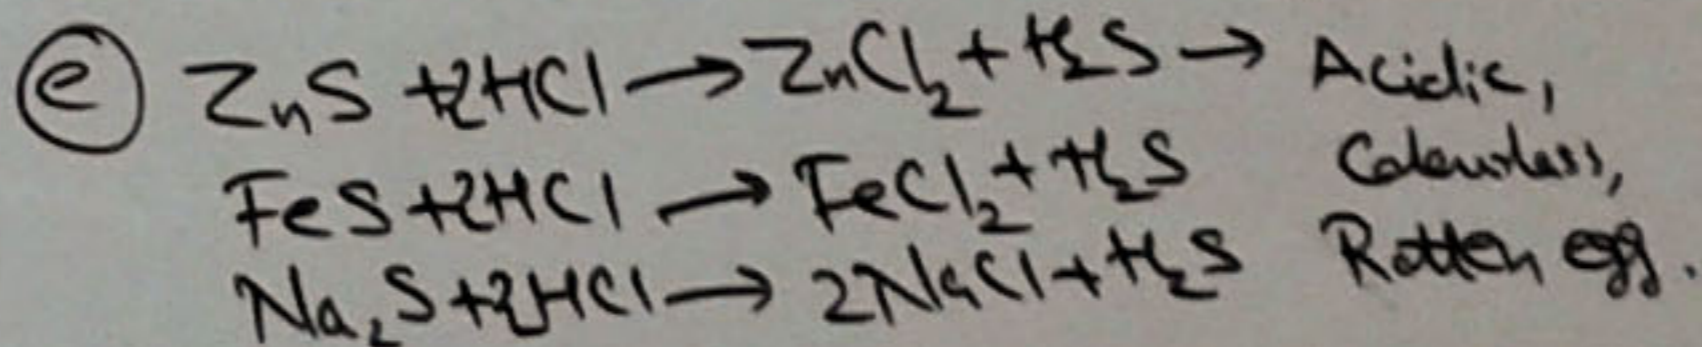 e ZnS + 2HCl → ZnCl₂ + H₂S → Acidic,
FeS + 2HCl → FeCl₂ + H₂S Colourless,
Na₂S + 2HCl → 2NaCl + H₂S Rotten egg.